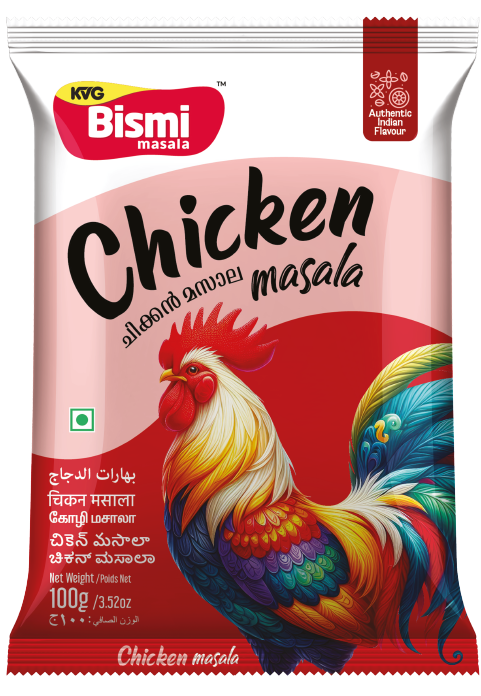 KVG
Bismi
masala
™
Authentic
Indian
Flavour
Chicken
masala
ചിക്കൻ മസാല
بهارات الدجاج
चिकन मसाला
கோழி மசாலா
చికెన్ మసాలా
ಚಿಕನ್ ಮಸಾಲಾ
Net Weight / Poids Net
100g / 3.52oz
الوزن الصافي: ١٠٠ ج
Chicken masala